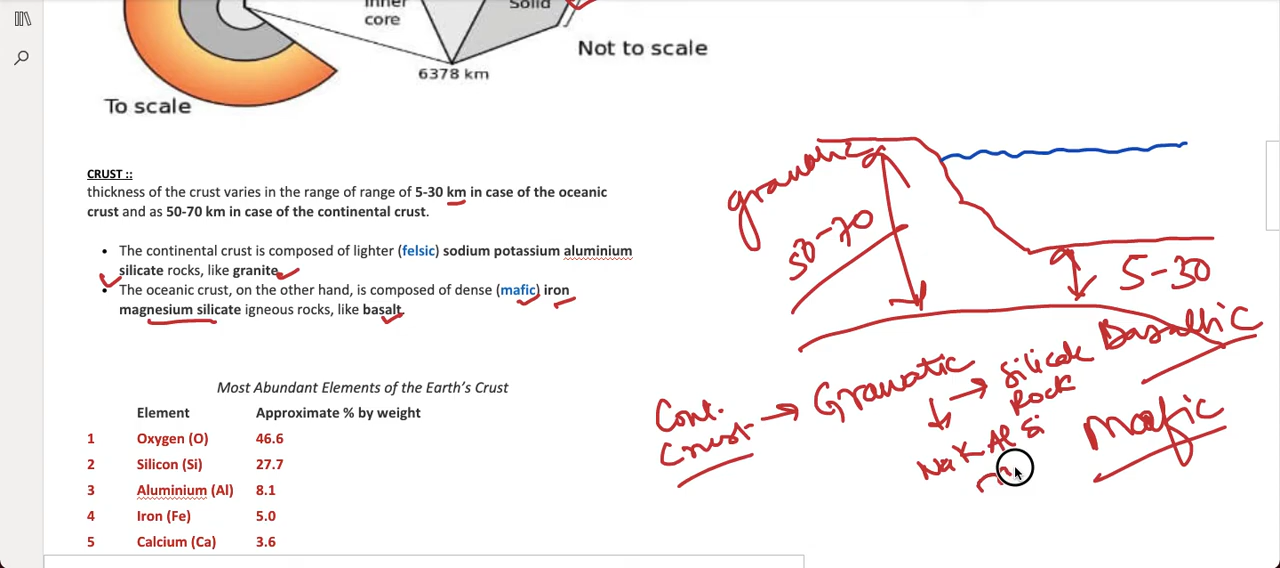 Inner
core
Solid
Not to scale
6378 km
To scale
CRUST ::
thickness of the crust varies in the range of range of 5-30 km in case of the oceanic
crust and as 50-70 km in case of the continental crust.
• The continental crust is composed of lighter (felsic) sodium potassium aluminium
silicate rocks, like granite
• The oceanic crust, on the other hand, is composed of dense (mafic) iron
magnesium silicate igneous rocks, like basalt
50-70
5-30
Basalthic
Cont.
Crust
Granatic
Silicate
Rock
Na K Al Si
Mafic
Most Abundant Elements of the Earth's Crust
Element Approximate % by weight
1 Oxygen (O) 46.6
2 Silicon (Si) 27.7
3 Aluminium (Al) 8.1
4 Iron (Fe) 5.0
5 Calcium (Ca) 3.6